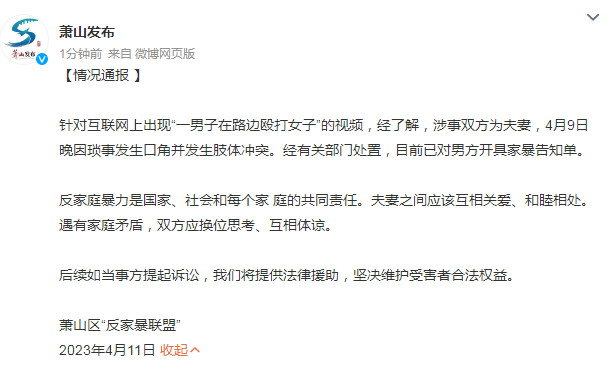 萧山发布
1分钟前 来自 微博网页版
【情况通报 】
针对互联网上出现“一男子在路边殴打女子”的视频，经了解，涉事双方为夫妻，4月9日
晚因琐事发生口角并发生肢体冲突。经有关部门处置，目前已对男方开具家暴告知单。
反家庭暴力是国家、社会和每个家 庭的共同责任。夫妻之间应该互相关爱、和睦相处。
遇有家庭矛盾，双方应换位思考、互相体谅。
后续如当事方提起诉讼，我们将提供法律援助，坚决维护受害者合法权益。
萧山区“反家暴联盟”
2023年4月11日 收起
萧山发布